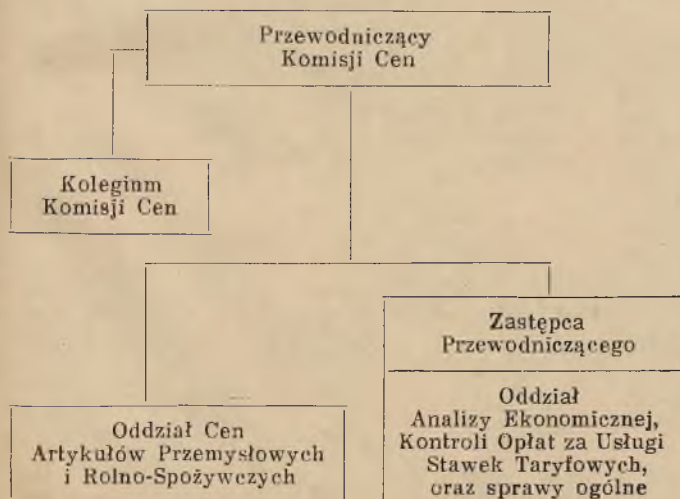 Przewodniczący
Komisji Cen
Kolegium
Komisji Cen
Zastępca
Przewodniczącego
Oddział Cen
Artykułów Przemysłowych
i Rolno-Spożywczych
Oddział
Analizy Ekonomicznej,
Kontroli Opłat za Usługi
Stawek Taryfowych,
oraz sprawy ogólne